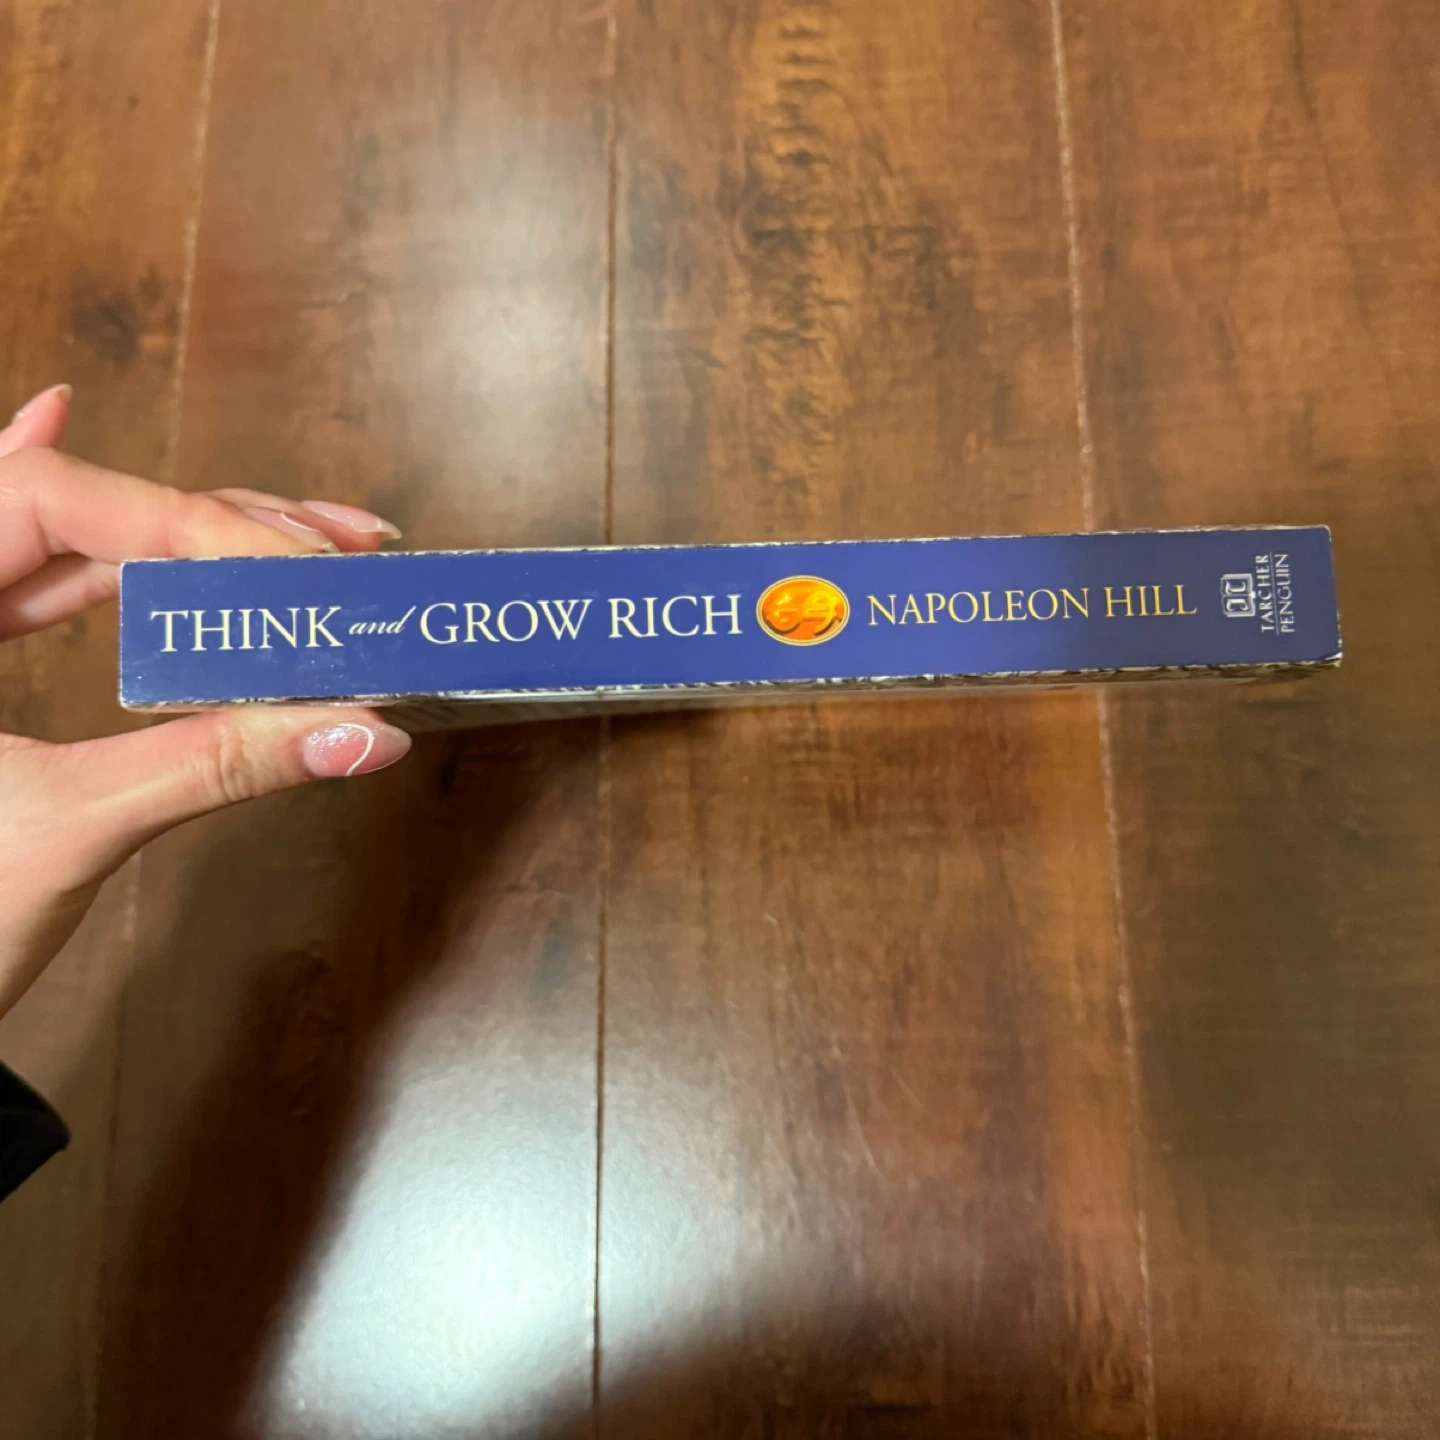 THINK and GROW RICH
NAPOLEON HILL
TARCHER
PENGUIN